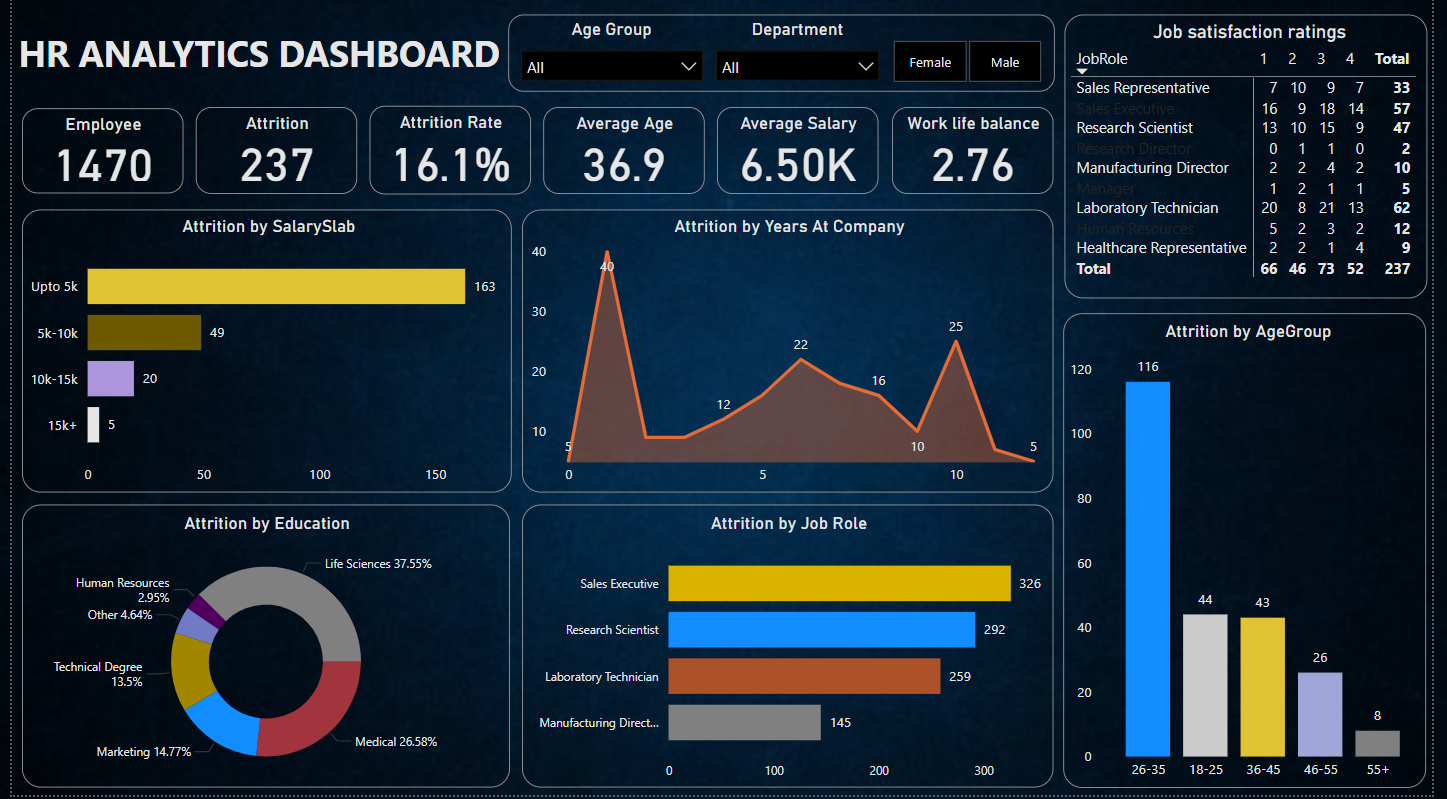 HR ANALYTICS DASHBOARD
Age Group
All
Department
All
Female
Male
Employee
1470
Attrition
237
Attrition Rate
16.1%
Average Age
36.9
Average Salary
6.50K
Work life balance
2.76
Job satisfaction ratings
JobRole 1 2 3 4 Total
Sales Representative 7 10 9 7 33
Sales Executive 16 9 18 14 57
Research Scientist 13 10 15 9 47
Research Director 0 1 1 0 2
Manufacturing Director 2 2 4 2 10
Manager 1 2 1 1 5
Laboratory Technician 20 8 21 13 62
Human Resources 5 2 3 2 12
Healthcare Representative 2 2 1 4 9
Total 66 46 73 52 237
Attrition by SalarySlab
Upto 5k 163
5k-10k 49
10k-15k 20
15k+ 5
0 50 100 150
Attrition by Years At Company
40
30
20
10
5
40
12
22
16
10
25
5
0 5 10
Attrition by AgeGroup
120
100
80
60
40
20
0
116
44
43
26
8
26-35 18-25 36-45 46-55 55+
Attrition by Education
Life Sciences 37.55%
Human Resources
2.95%
Other 4.64%
Technical Degree
13.5%
Marketing 14.77%
Medical 26.58%
Attrition by Job Role
Sales Executive 326
Research Scientist 292
Laboratory Technician 259
Manufacturing Direct... 145
0 100 200 300